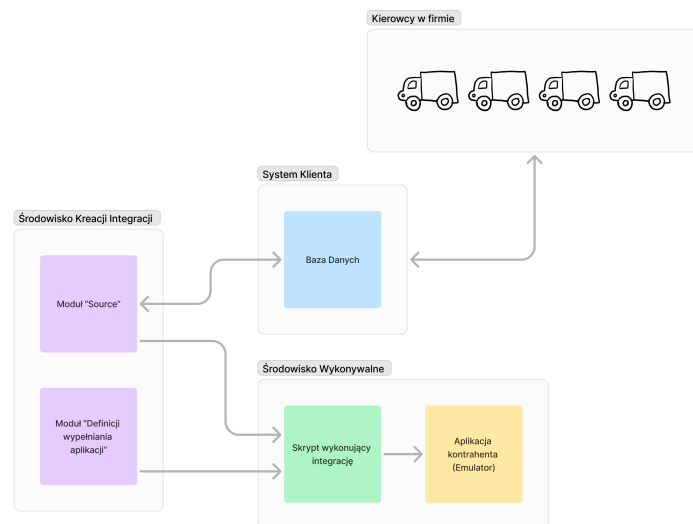 Kierowcy w firmie
System Klienta
Baza Danych
Środowisko Kreacji Integracji
Moduł “Source”
Moduł “Definicji
wypełniania
aplikacji”
Środowisko Wykonywalne
Skrypt wykonujący
integrację
Aplikacja
kontrahenta
(Emulator)